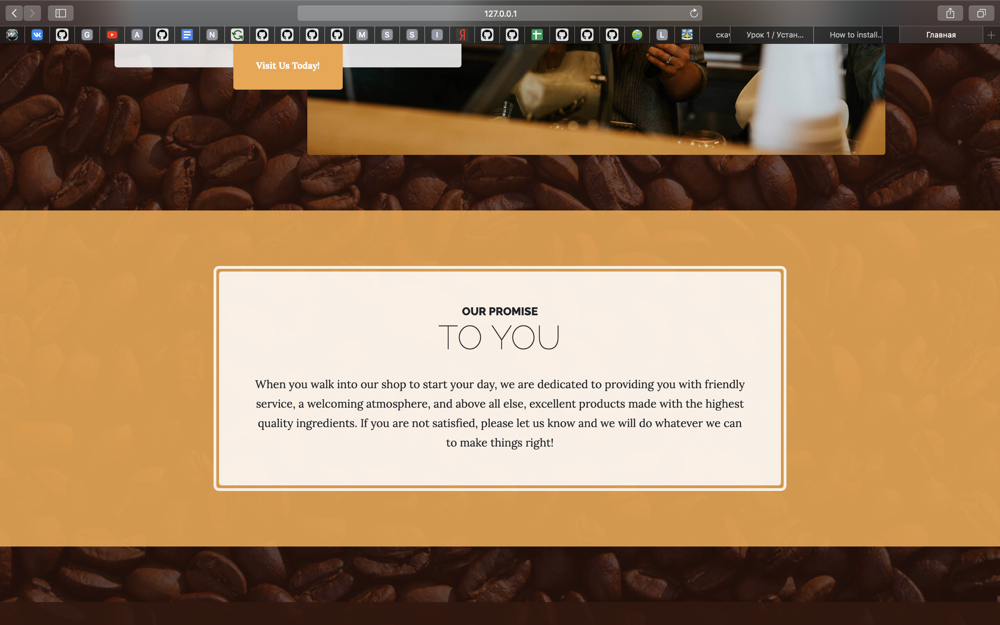 127.0.0.1
VK
G
A
N
M
S
S
I
Я
L
скач
Урок 1 / Устан...
How to install...
Главная
Visit Us Today!
OUR PROMISE
TO YOU
When you walk into our shop to start your day, we are dedicated to providing you with friendly
service, a welcoming atmosphere, and above all else, excellent products made with the highest
quality ingredients. If you are not satisfied, please let us know and we will do whatever we can
to make things right!